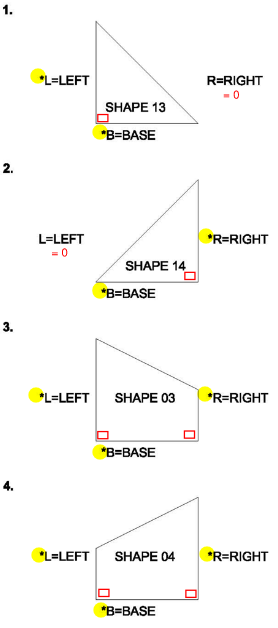 1.
*L=LEFT
R=RIGHT
= 0
SHAPE 13
*B=BASE
2.
*R=RIGHT
L=LEFT
= 0
SHAPE 14
*B=BASE
3.
*L=LEFT
SHAPE 03
*R=RIGHT
*B=BASE
4.
*L=LEFT
SHAPE 04
*R=RIGHT
*B=BASE